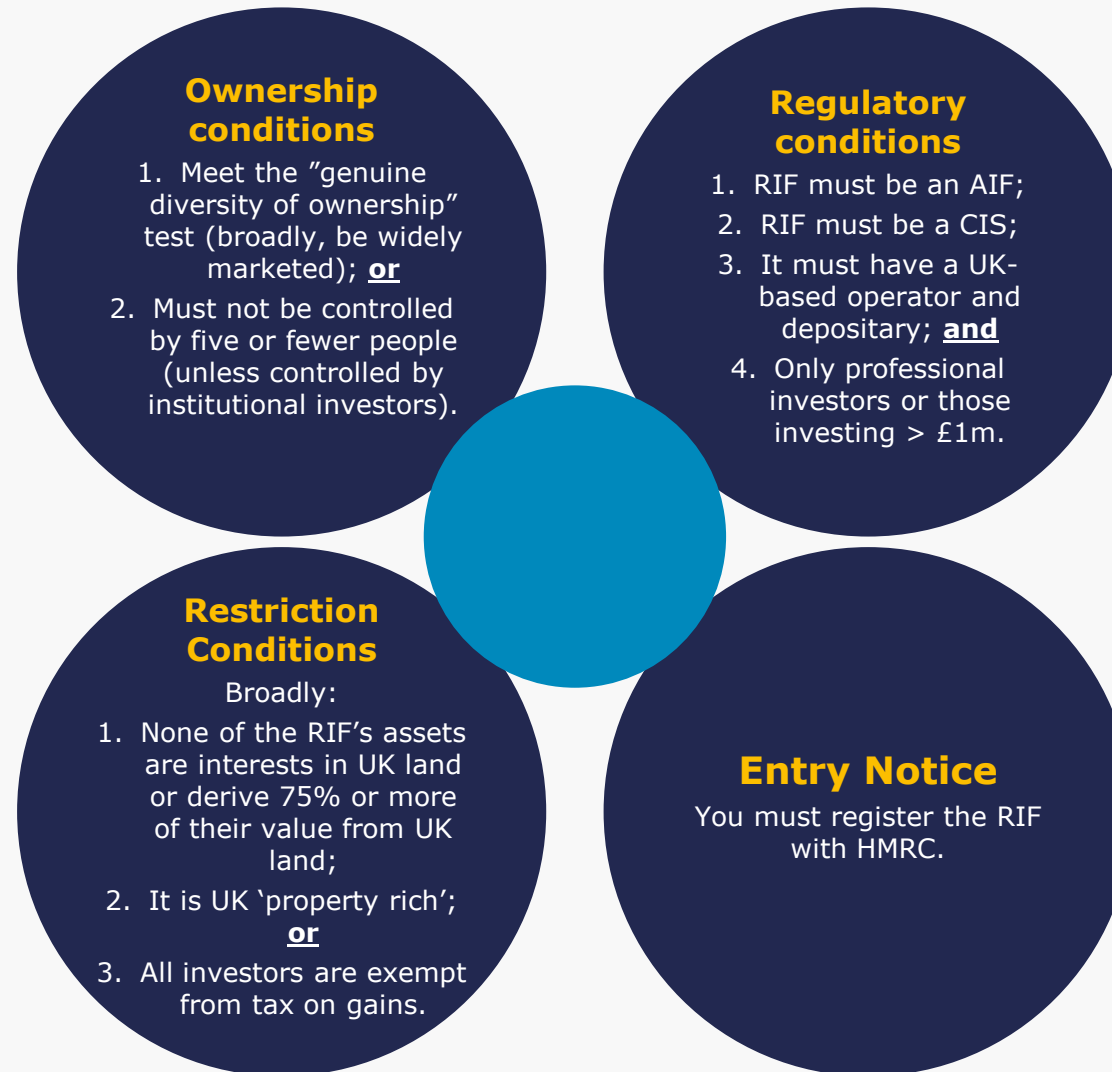 Ownership
conditions
1. Meet the ”genuine
diversity of ownership”
test (broadly, be widely
marketed); or
2. Must not be controlled
by five or fewer people
(unless controlled by
institutional investors).
Regulatory
conditions
1. RIF must be an AIF;
2. RIF must be a CIS;
3. It must have a UK-
based operator and
depositary; and
4. Only professional
investors or those
investing > £1m.
Restriction
Conditions
Broadly:
1. None of the RIF’s assets
are interests in UK land
or derive 75% or more
of their value from UK
land;
2. It is UK ‘property rich’;
or
3. All investors are exempt
from tax on gains.
Entry Notice
You must register the RIF
with HMRC.